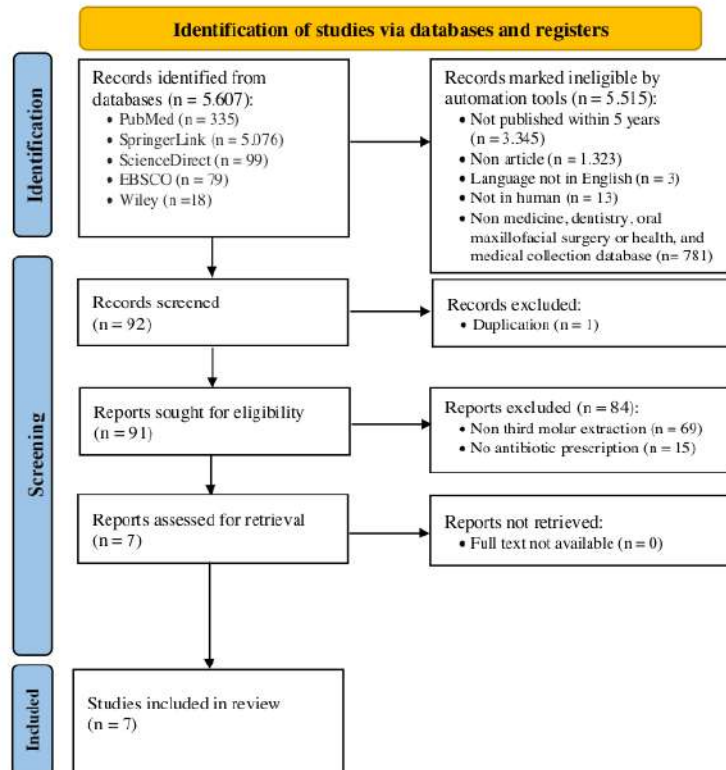 Identification of studies via databases and registers
Identification
Records identified from
databases (n = 5.607):
• PubMed (n = 335)
• SpringerLink (n = 5.076)
• ScienceDirect (n = 99)
• EBSCO (n = 79)
• Wiley (n =18)
Records marked ineligible by
automation tools (n = 5.515):
• Not published within 5 years
(n = 3.345)
• Non article (n = 1.323)
• Language not in English (n = 3)
• Not in human (n = 13)
• Non medicine, dentistry, oral
maxillofacial surgery or health, and
medical collection database (n= 781)
Screening
Records screened
(n = 92)
Records excluded:
• Duplication (n = 1)
Reports sought for eligibility
(n = 91)
Reports excluded (n = 84):
• Non third molar extraction (n = 69)
• No antibiotic prescription (n = 15)
Reports assessed for retrieval
(n = 7)
Reports not retrieved:
• Full text not available (n = 0)
Included
Studies included in review
(n = 7)